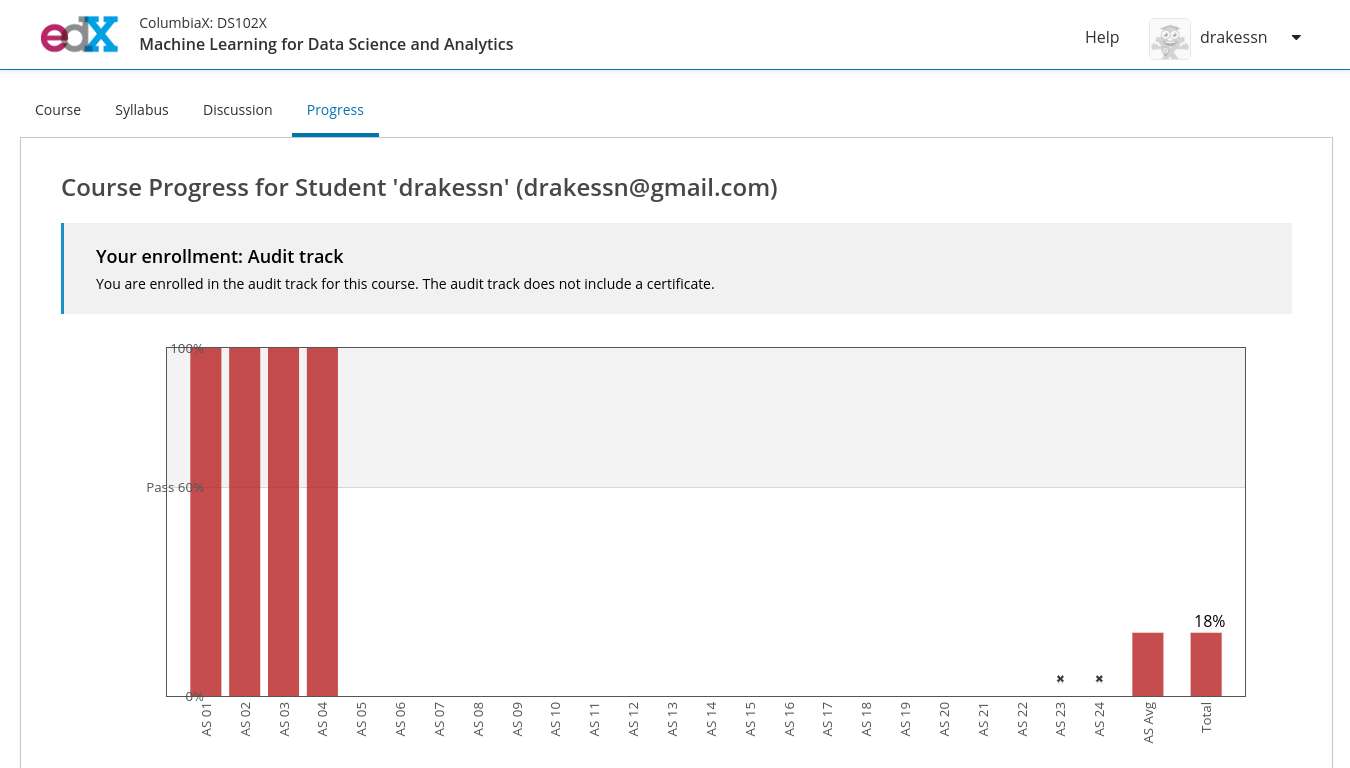 edX
ColumbiaX: DS102X
Machine Learning for Data Science and Analytics
Help
drakessn
Course
Syllabus
Discussion
Progress
Course Progress for Student 'drakessn' (drakessn@gmail.com)
Your enrollment: Audit track
You are enrolled in the audit track for this course. The audit track does not include a certificate.
100%
Pass 60%
18%
0%
AS 01
AS 02
AS 03
AS 04
AS 05
AS 06
AS 07
AS 08
AS 09
AS 10
AS 11
AS 12
AS 13
AS 14
AS 15
AS 16
AS 17
AS 18
AS 19
AS 20
AS 21
AS 22
AS 23
AS 24
AS Avg
Total